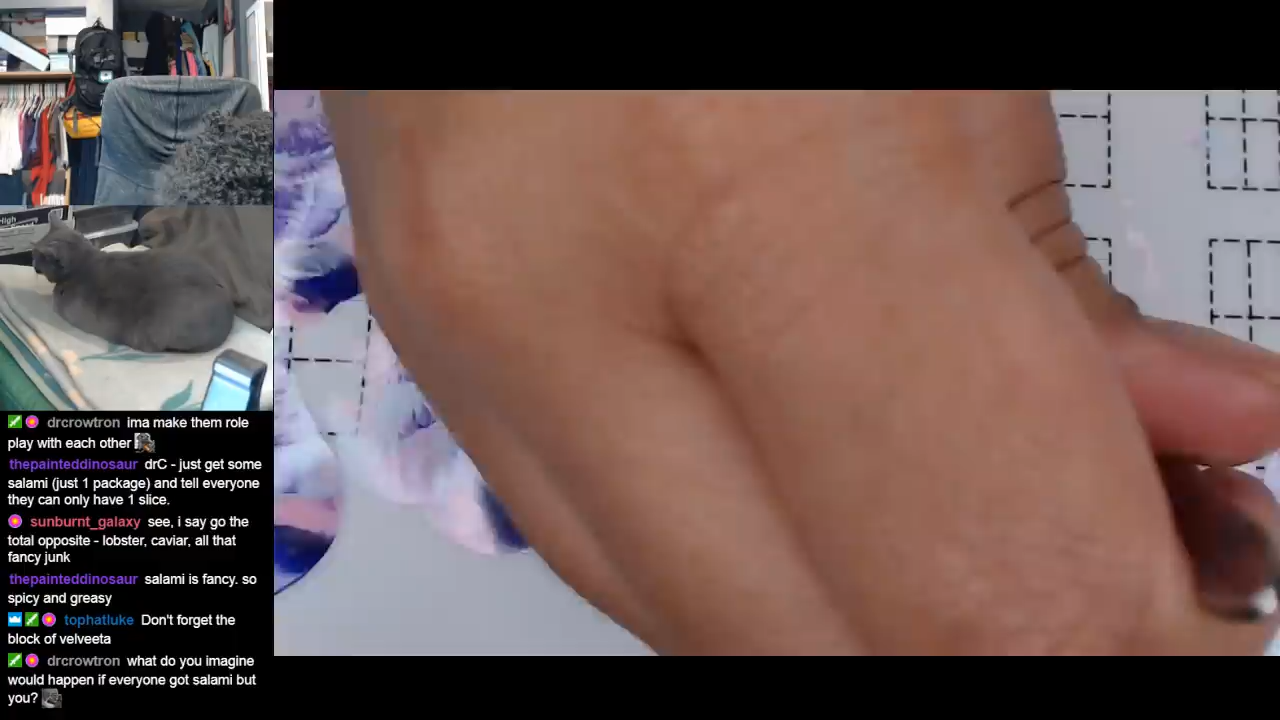 High
drcrowtron ima make them role
play with each other
thepainteddinosaur drC - just get some
salami (just 1 package) and tell everyone
they can only have 1 slice.
sunburnt_galaxy see, i say go the
total opposite - lobster, caviar, all that
fancy junk
thepainteddinosaur salami is fancy. so
spicy and greasy
tophatluke Don't forget the
block of velveeta
drcrowtron what do you imagine
would happen if everyone got salami but
you?